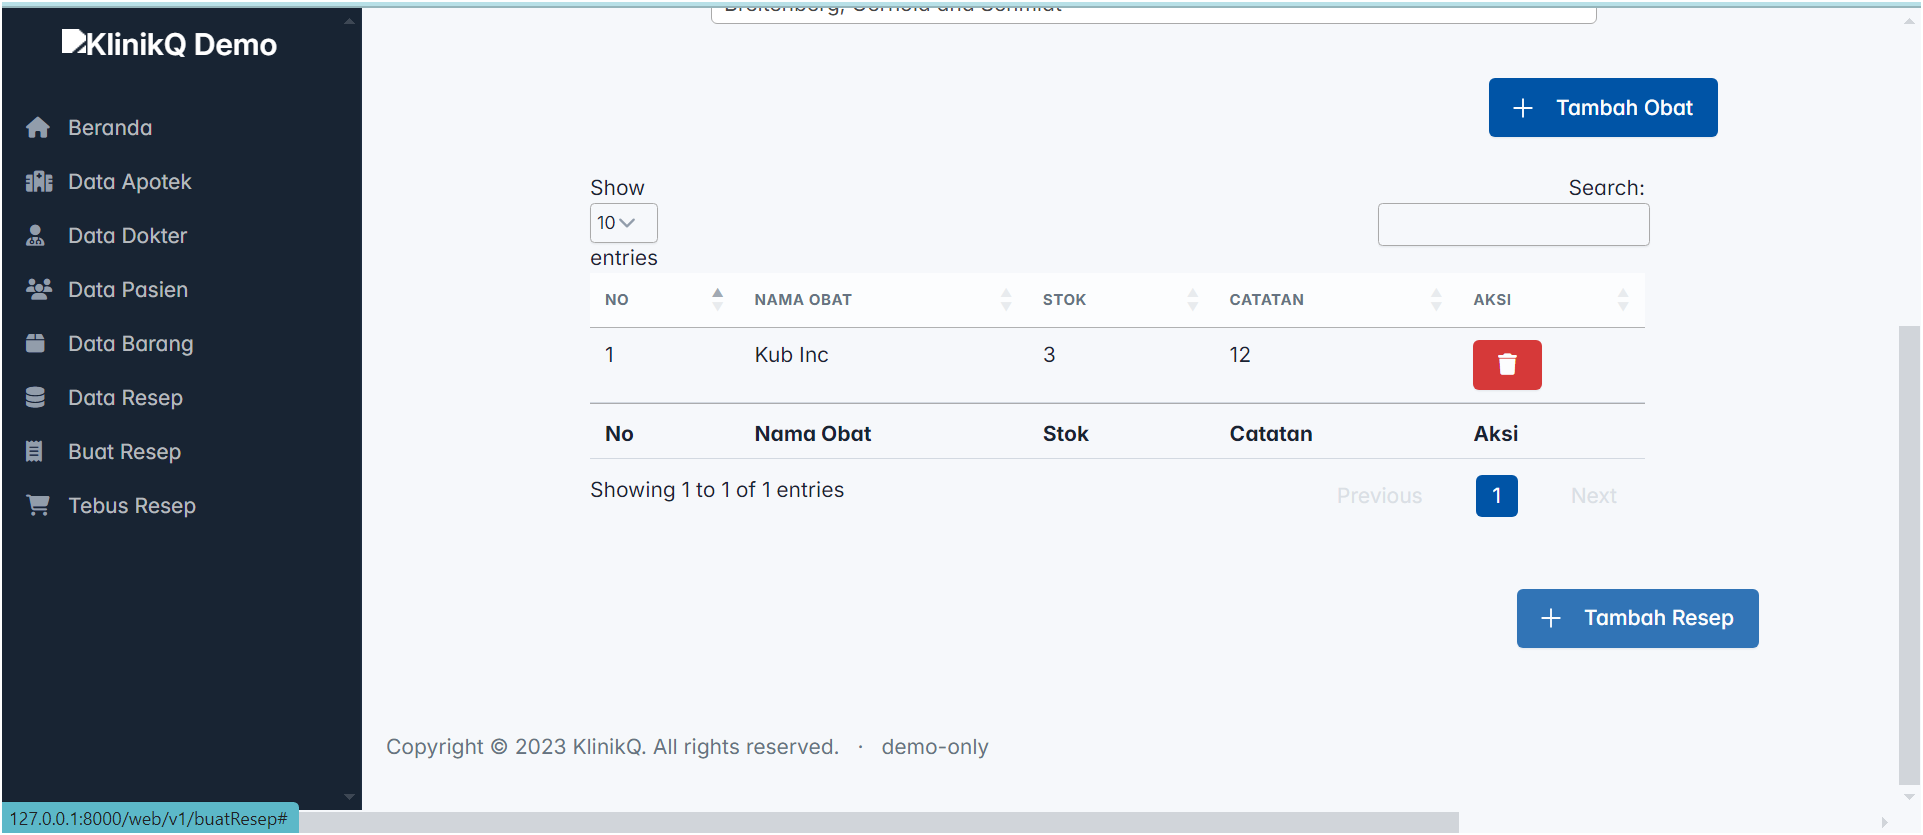 KlinikQ Demo
Beranda
Data Apotek
Data Dokter
Data Pasien
Data Barang
Data Resep
Buat Resep
Tebus Resep
Tambah Obat
Show
10
entries
Search:
NO NAMA OBAT STOK CATATAN AKSI
1 Kub Inc 3 12
No Nama Obat Stok Catatan Aksi
Showing 1 to 1 of 1 entries
Previous 1 Next
Tambah Resep
Copyright © 2023 KlinikQ. All rights reserved. · demo-only
127.0.0.1:8000/web/v1/buatResep#